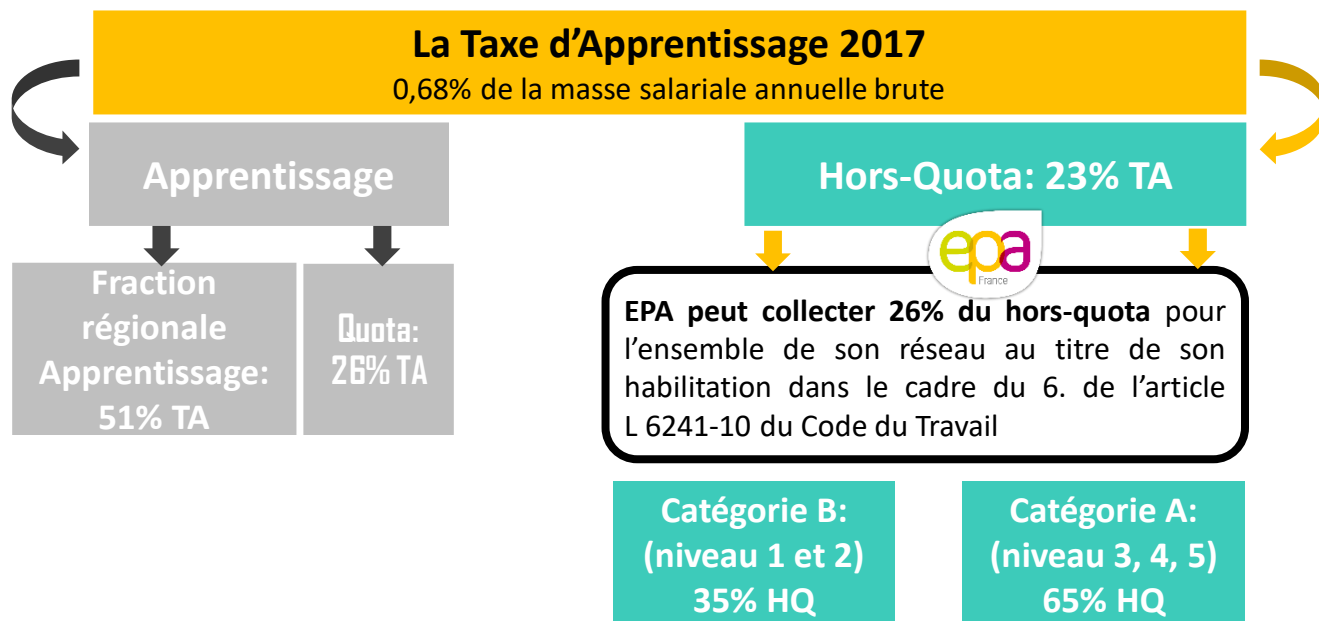 La Taxe d'Apprentissage 2017
0,68% de la masse salariale annuelle brute
Apprentissage
Hors-Quota: 23% TA
Fraction
régionale
Apprentissage:
51% TA
Quota:
26% TA
epa
France
EPA peut collecter 26% du hors-quota pour
l'ensemble de son réseau au titre de son
habilitation dans le cadre du 6. de l'article
L 6241-10 du Code du Travail
Catégorie B:
(niveau 1 et 2)
35% HQ
Catégorie A:
(niveau 3, 4, 5)
65% HQ